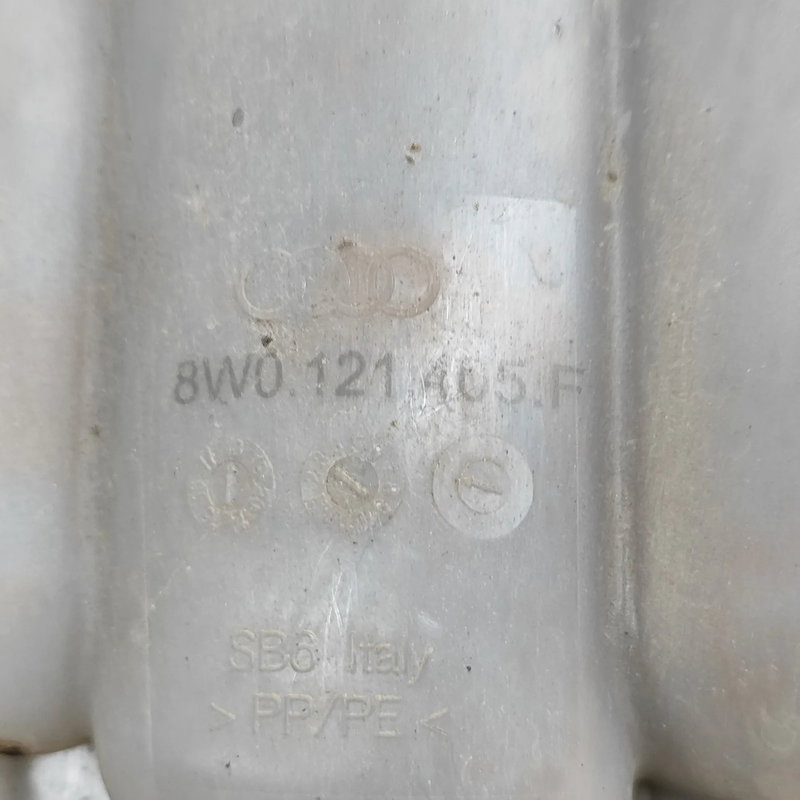 8W0.121.405.F
SB6 Italy
> PP/PE <